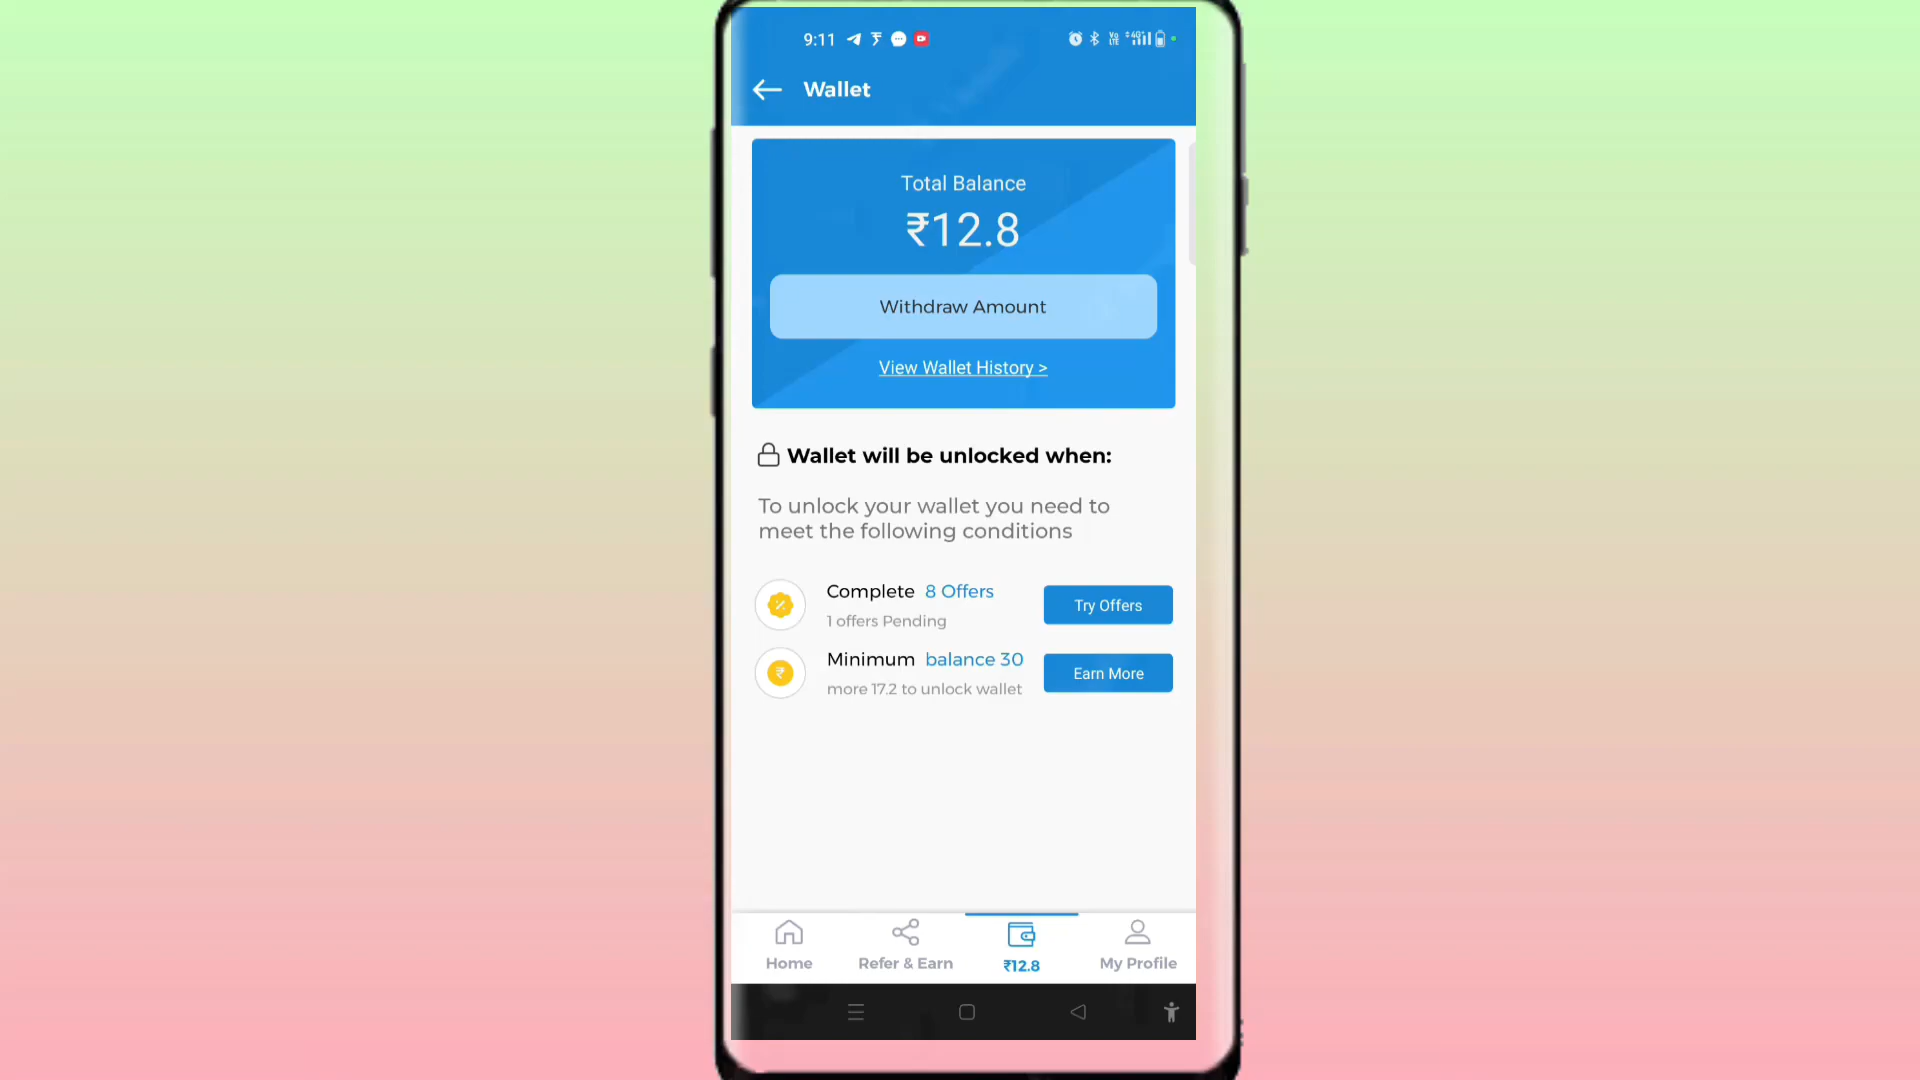 9:11
Wallet
Total Balance
₹12.8
Withdraw Amount
View Wallet History >
Wallet will be unlocked when:
To unlock your wallet you need to
meet the following conditions
Complete 8 Offers
1 offers Pending
Try Offers
Minimum balance 30
more 17.2 to unlock wallet
Earn More
Home
Refer & Earn
₹12.8
My Profile